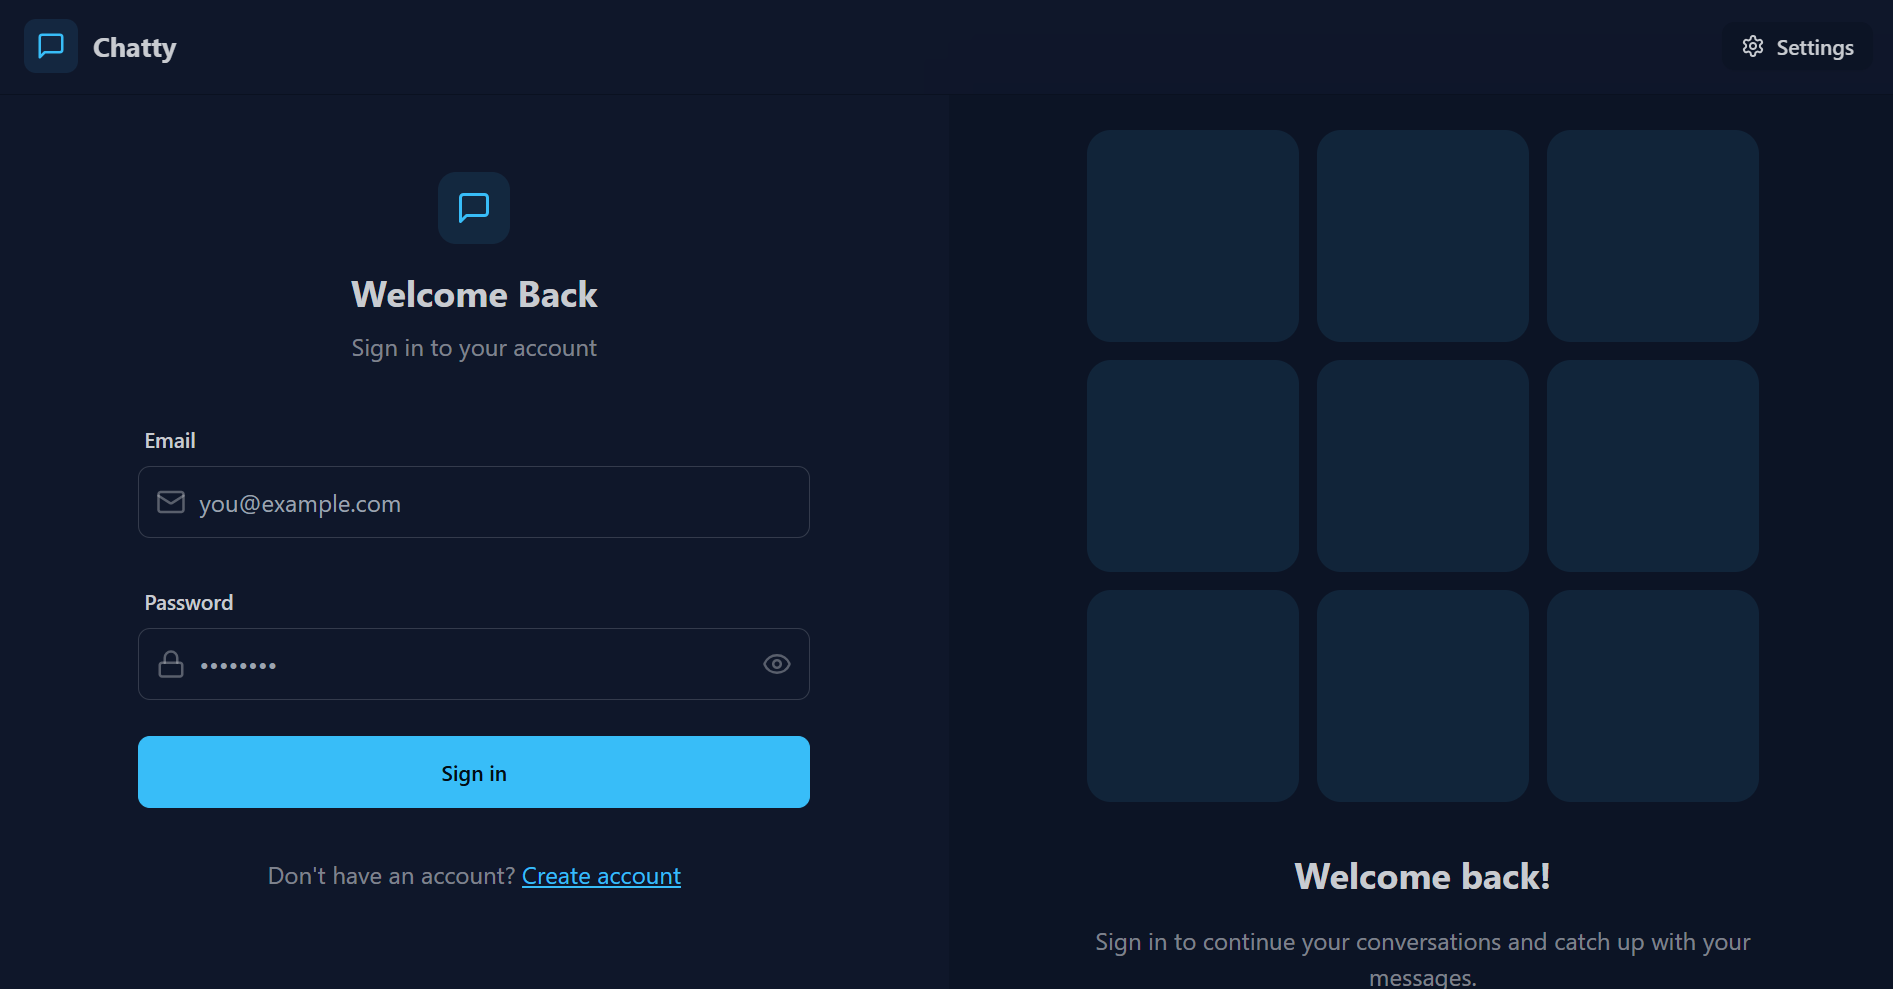 Chatty
Settings
Welcome Back
Sign in to your account
Email
you@example.com
Password
••••••••
Sign in
Don't have an account? Create account
Welcome back!
Sign in to continue your conversations and catch up with your
messages.